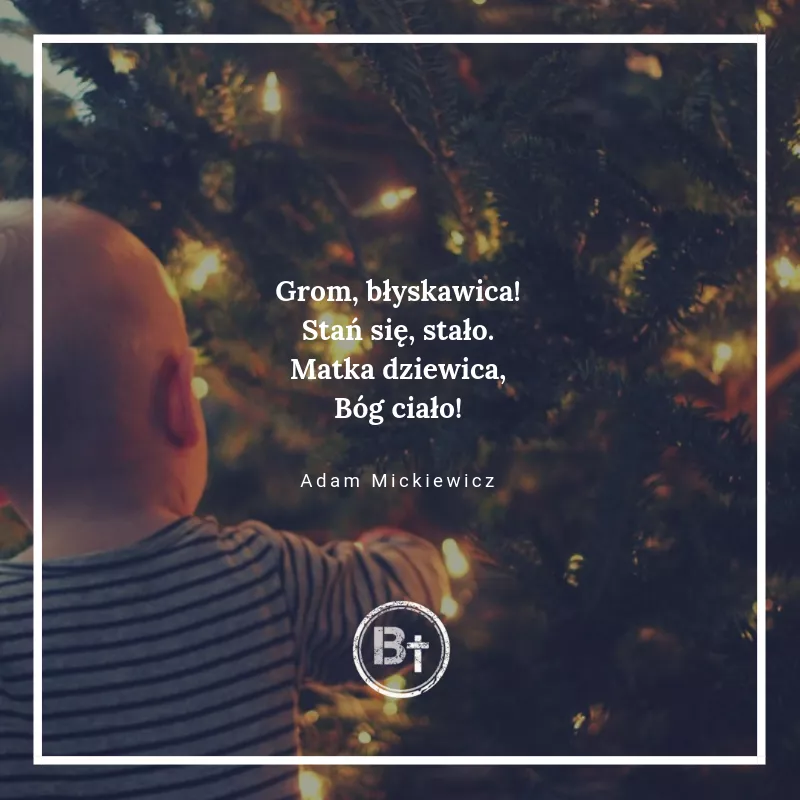 Grom, błyskawica!
Stań się, stało.
Matka dziewica,
Bóg ciało!
Adam Mickiewicz
B†